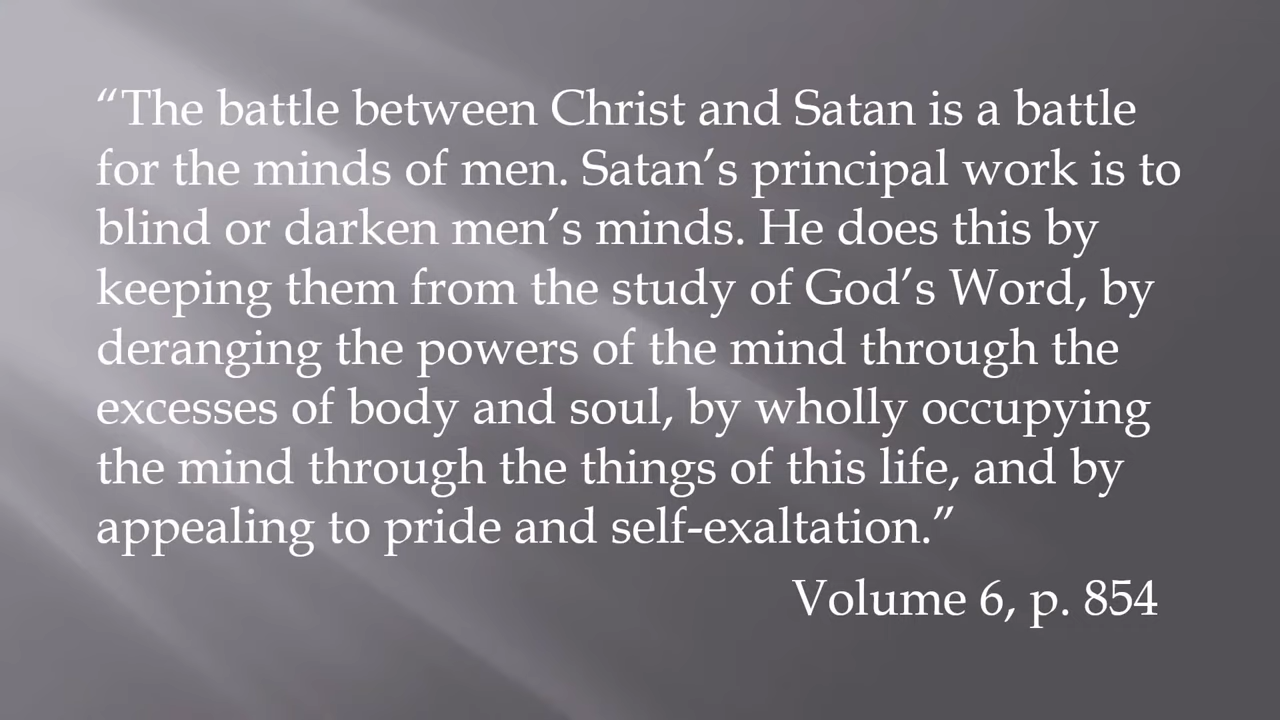 “The battle between Christ and Satan is a battle
for the minds of men. Satan’s principal work is to
blind or darken men’s minds. He does this by
keeping them from the study of God’s Word, by
deranging the powers of the mind through the
excesses of body and soul, by wholly occupying
the mind through the things of this life, and by
appealing to pride and self-exaltation.”
Volume 6, p. 854